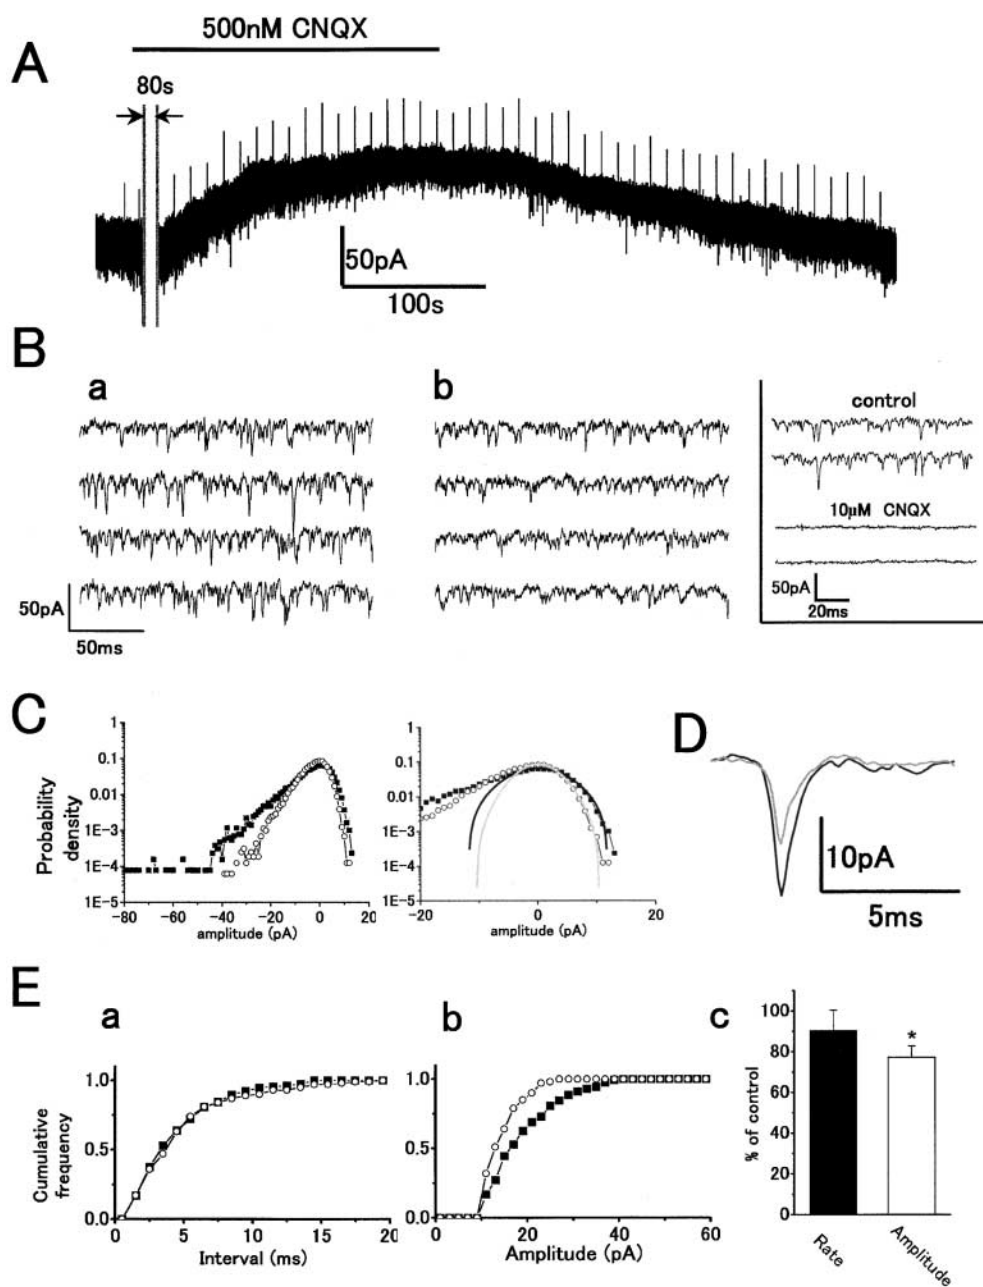 A
500nM CNQX
80s
50pA
100s
B
a
b
control
10μM CNQX
50pA
20ms
50pA
50ms
C
Probability
density
1
0.1
0.01
1E−3
1E−4
1E−5
−80 −60 −40 −20 0 20
amplitude (pA)
1
0.1
0.01
1E−3
1E−4
1E−5
−20 0 20
amplitude (pA)
D
10pA
5ms
E
a
Cumulative
frequency
1.0
0.5
0.0
0 5 10 15 20
Interval (ms)
b
1.0
0.5
0.0
0 20 40 60
Amplitude (pA)
c
% of control
100
80
60
40
20
0
*
Rate
Amplitude